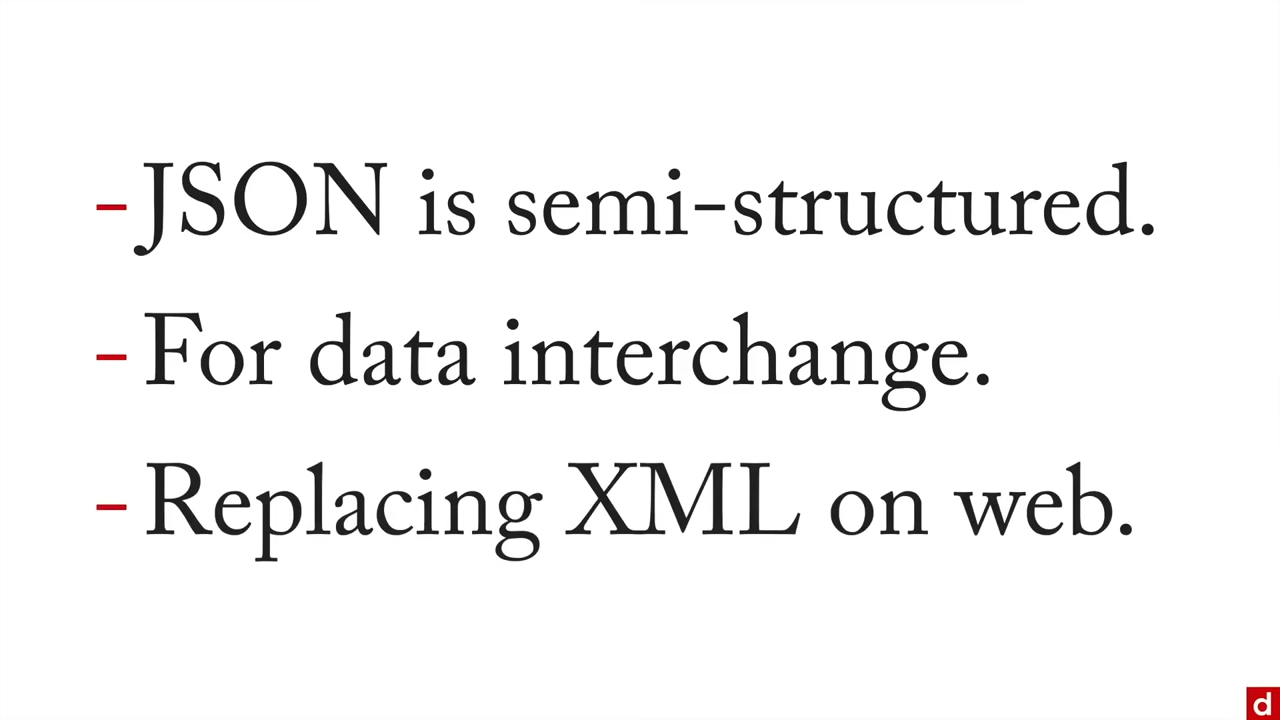 -JSON is semi-structured.
-For data interchange.
-Replacing XML on web.
d